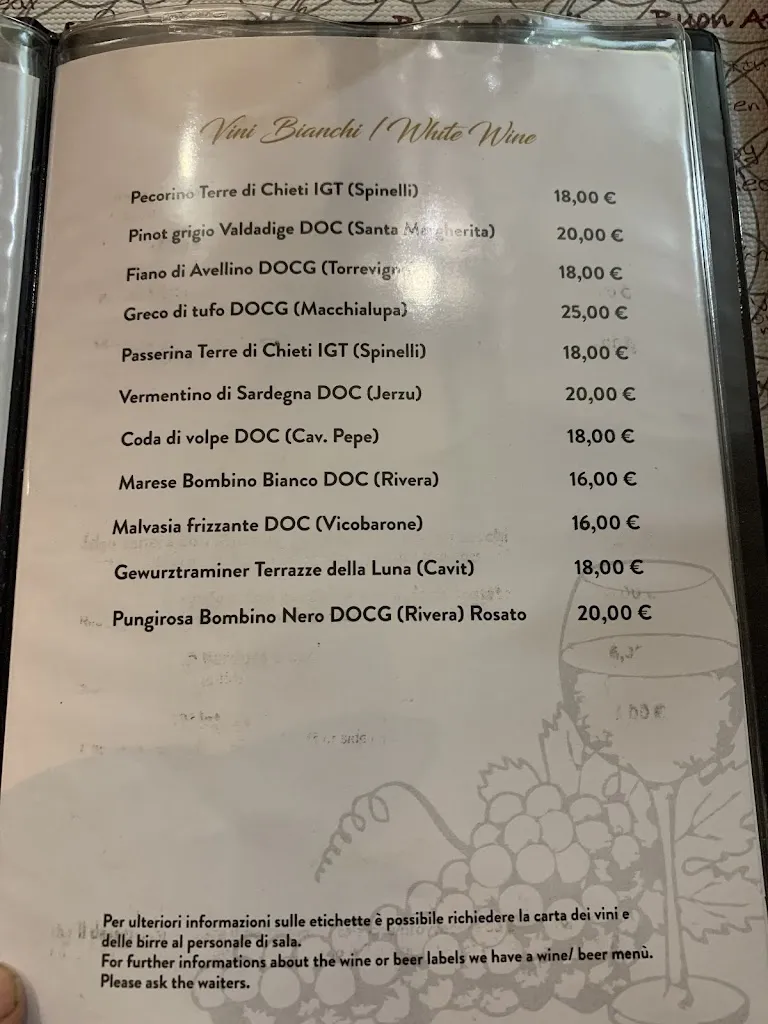 Vini Bianchi / White Wine
Pecorino Terre di Chieti IGT (Spinelli) 18,00 €
Pinot grigio Valdadige DOC (Santa Margherita) 20,00 €
Fiano di Avellino DOCG 18,00 €
Greco di tufo DOCG (Macchialupa) 25,00 €
Passerina Terre di Chieti IGT (Spinelli) 18,00 €
Vermentino di Sardegna DOC (Jerzu) 20,00 €
Coda di volpe DOC (Cav. Pepe) 18,00 €
Marese Bombino Bianco DOC (Rivera) 16,00 €
Malvasia frizzante DOC (Vicobarone) 16,00 €
Gewurztraminer Terrazze della Luna (Cavit) 18,00 €
Pungirosa Bombino Nero DOCG (Rivera) Rosato 20,00 €
Per ulteriori informazioni sulle etichette è possibile richiedere la carta dei vini e
delle birre al personale di sala.
For further informations about the wine or beer labels we have a wine/ beer menù.
Please ask the waiters.